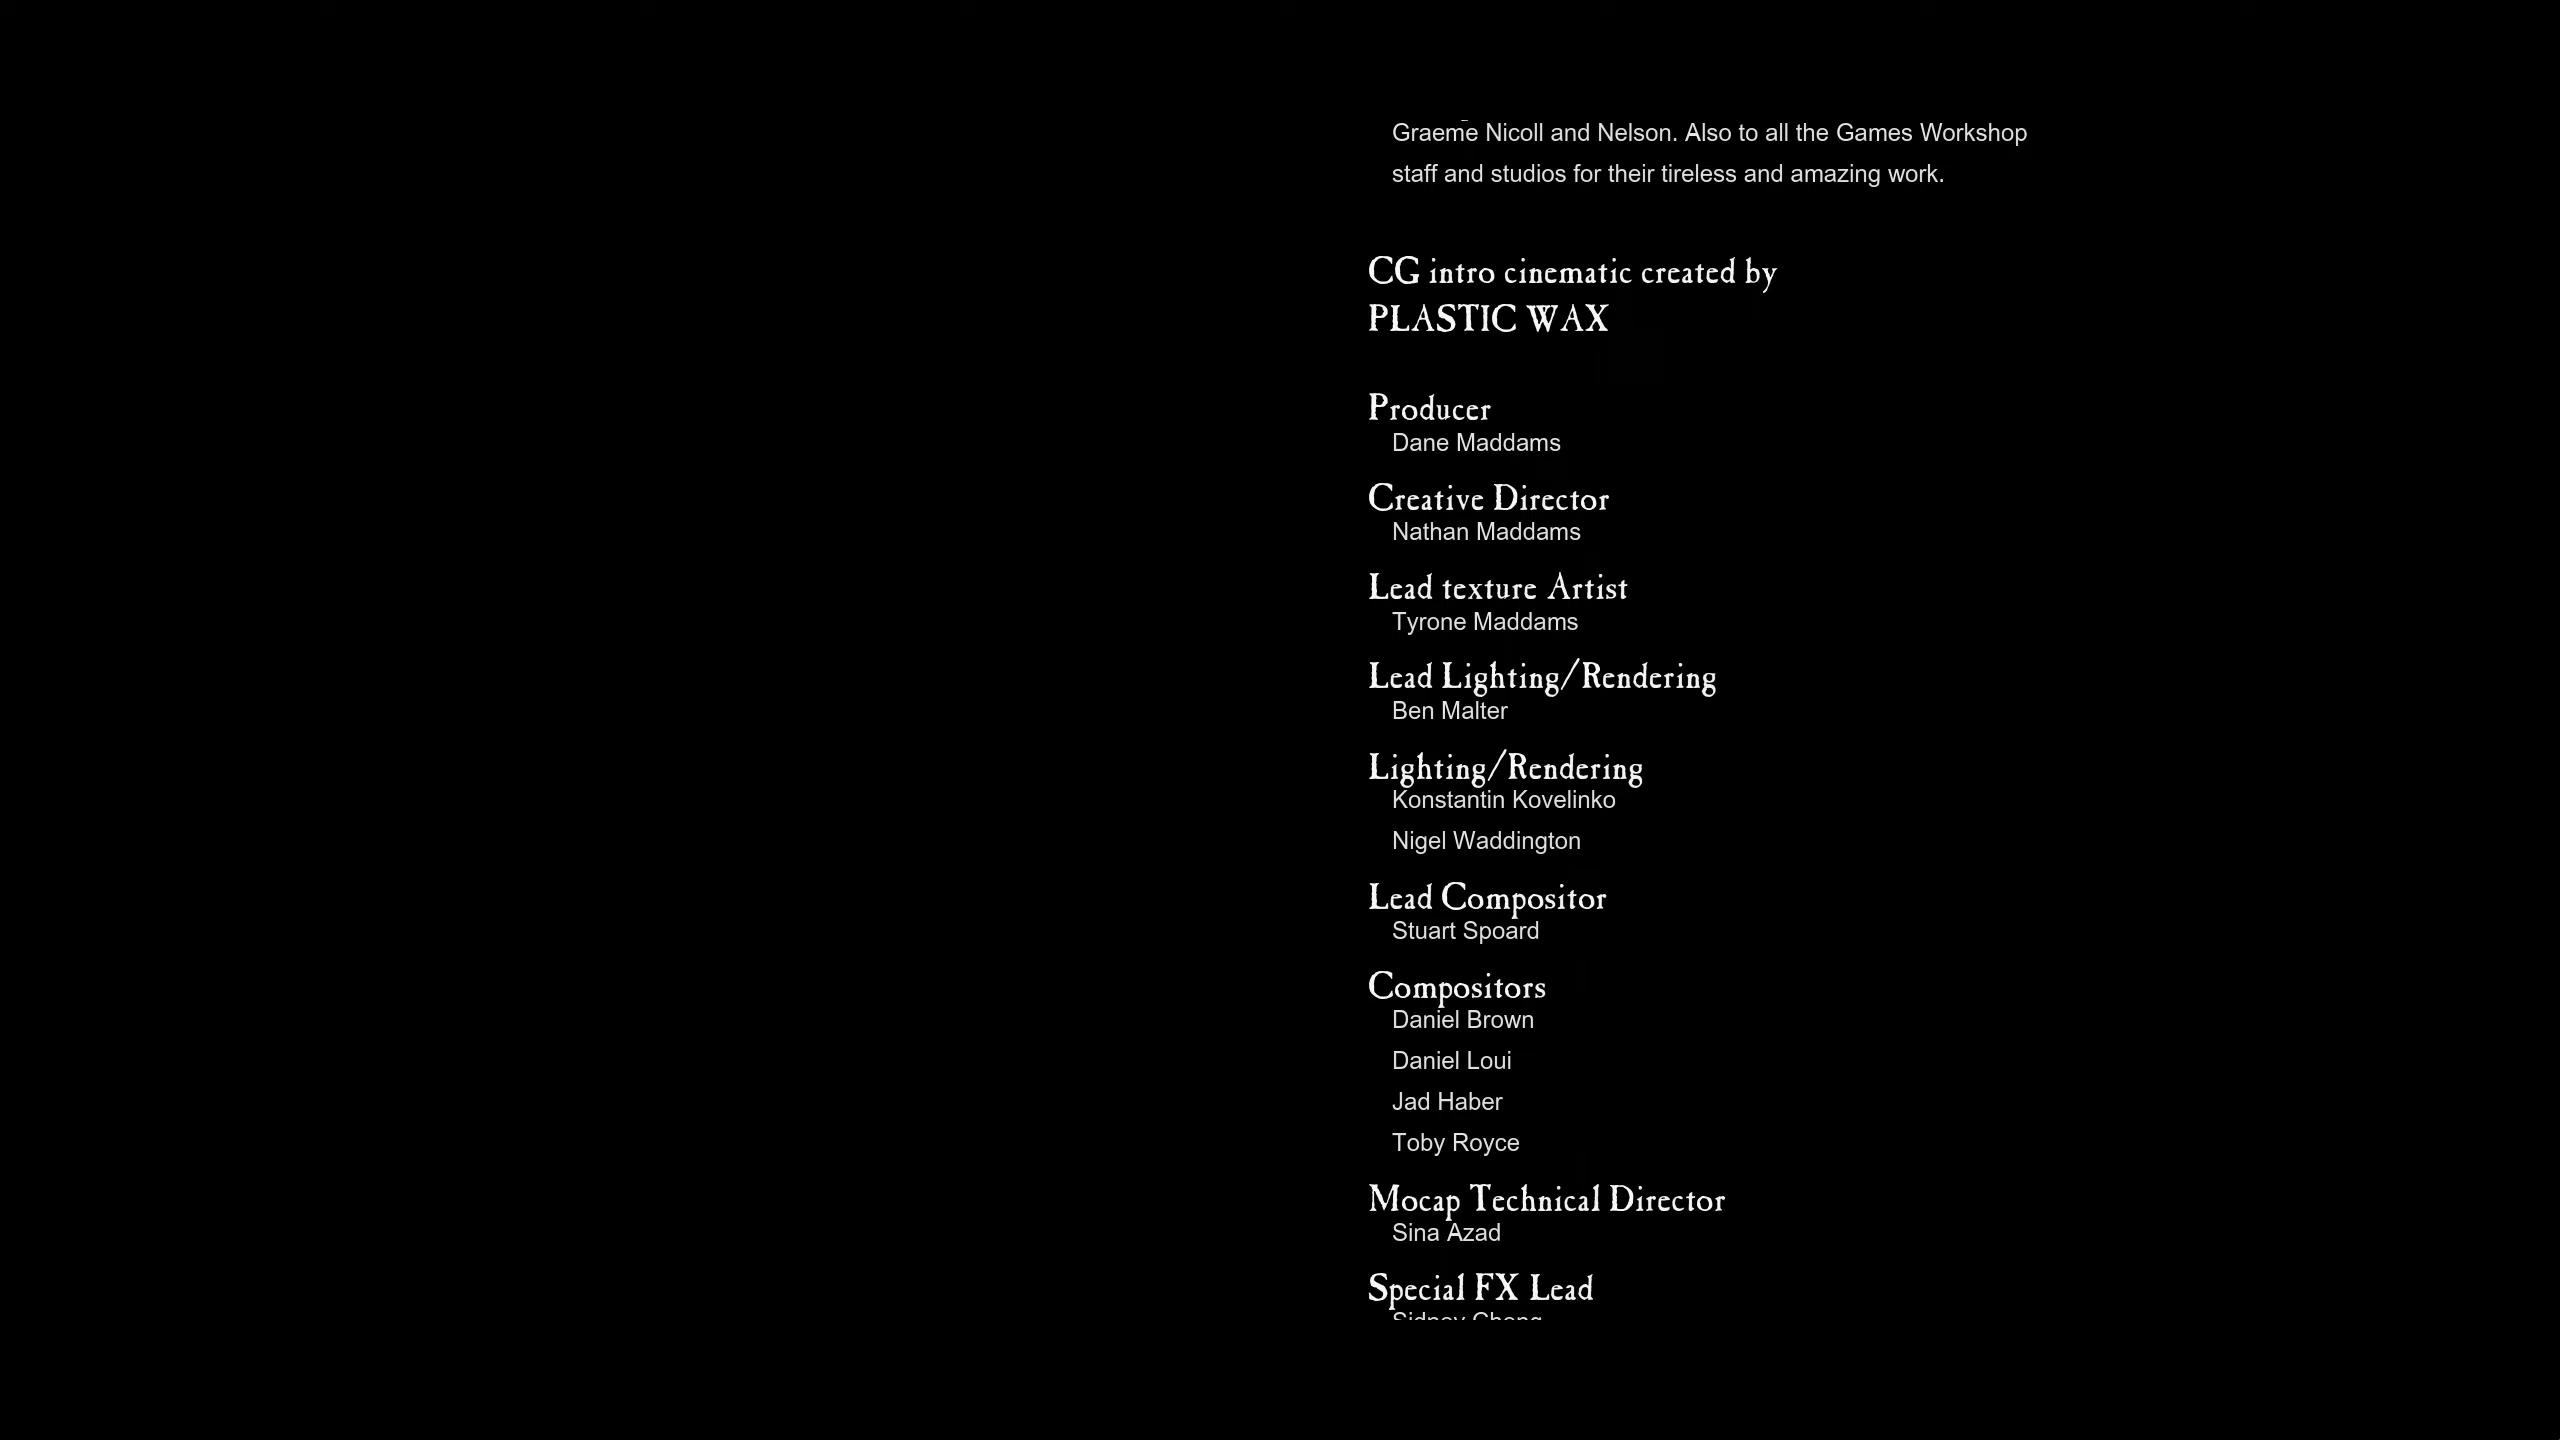 Graeme Nicoll and Nelson. Also to all the Games Workshop
staff and studios for their tireless and amazing work.
CG intro cinematic created by
PLASTIC WAX
Producer
Dane Maddams
Creative Director
Nathan Maddams
Lead texture Artist
Tyrone Maddams
Lead Lighting/Rendering
Ben Malter
Lighting/Rendering
Konstantin Kovelinko
Nigel Waddington
Lead Compositor
Stuart Spoard
Compositors
Daniel Brown
Daniel Loui
Jad Haber
Toby Royce
Mocap Technical Director
Sina Azad
Special FX Lead